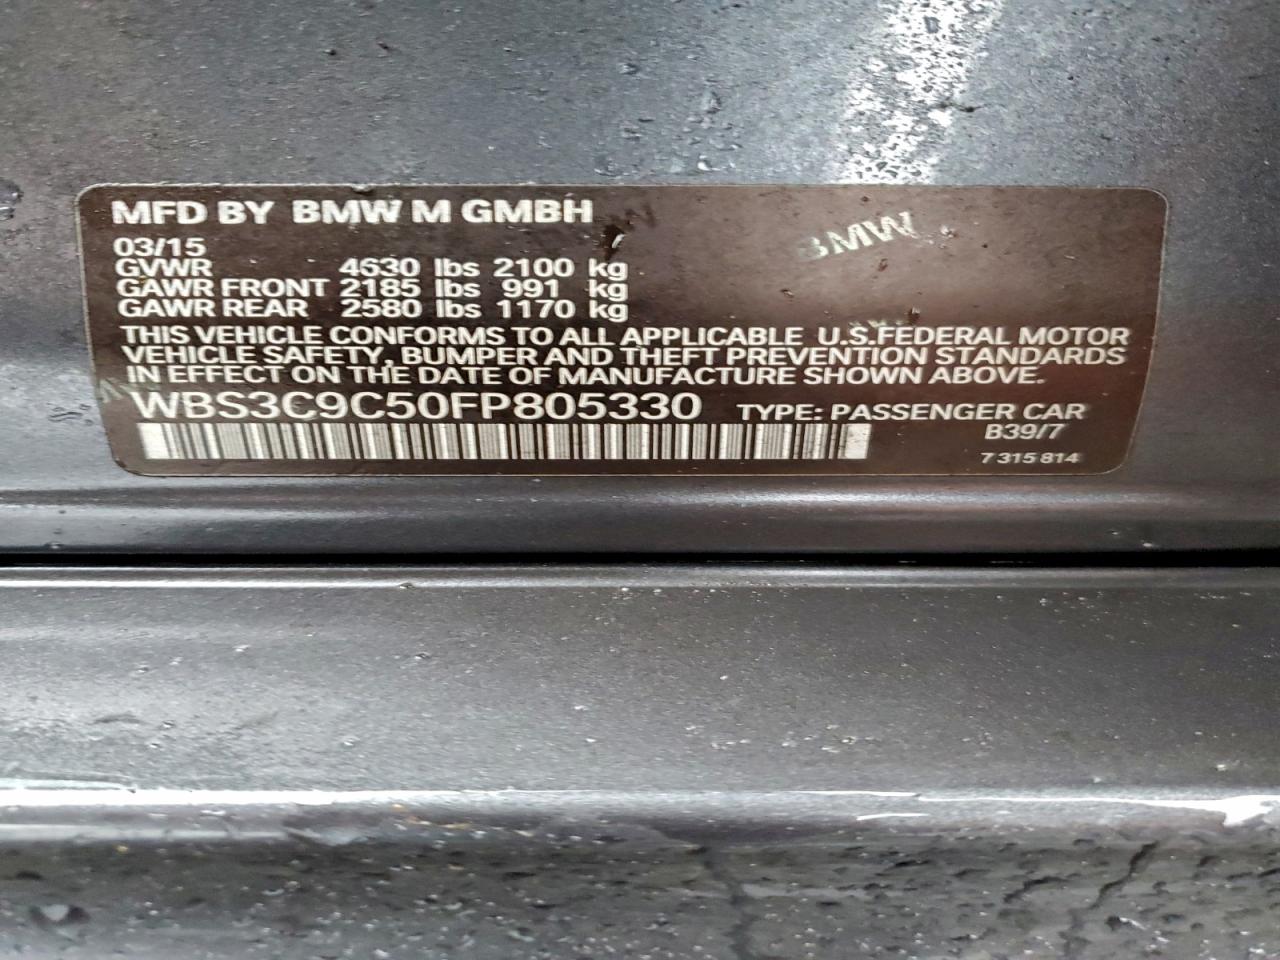 MFD BY BMW M GMBH
BMW
03/15
GVWR 4630 lbs 2100 kg
GAWR FRONT 2185 lbs 991 kg
GAWR REAR 2580 lbs 1170 kg
THIS VEHICLE CONFORMS TO ALL APPLICABLE U.S.FEDERAL MOTOR
VEHICLE SAFETY, BUMPER AND THEFT PREVENTION STANDARDS
IN EFFECT ON THE DATE OF MANUFACTURE SHOWN ABOVE.
WBS3C9C50FP805330 TYPE: PASSENGER CAR
B39/7
7 315 814